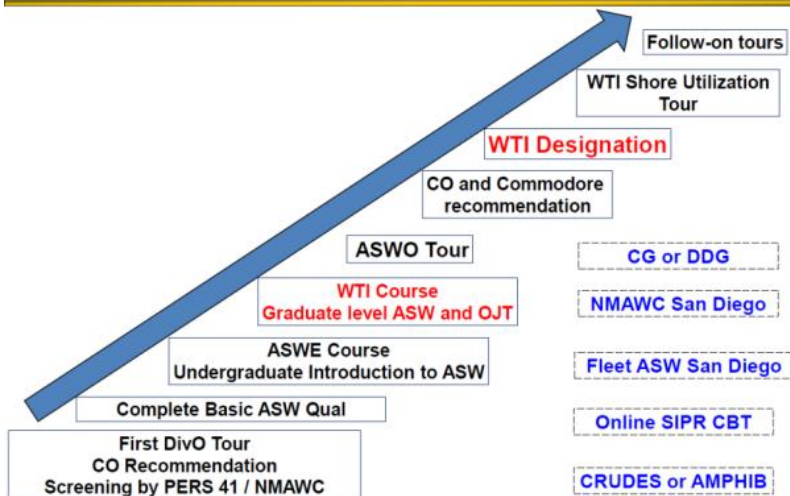 Follow-on tours
WTI Shore Utilization
Tour
WTI Designation
CO and Commodore
recommendation
ASWO Tour
CG or DDG
WTI Course
Graduate level ASW and OJT
NMAWC San Diego
ASWE Course
Undergraduate Introduction to ASW
Fleet ASW San Diego
Complete Basic ASW Qual
Online SIPR CBT
First DivO Tour
CO Recommendation
Screening by PERS 41 / NMAWC
CRUDES or AMPHIB